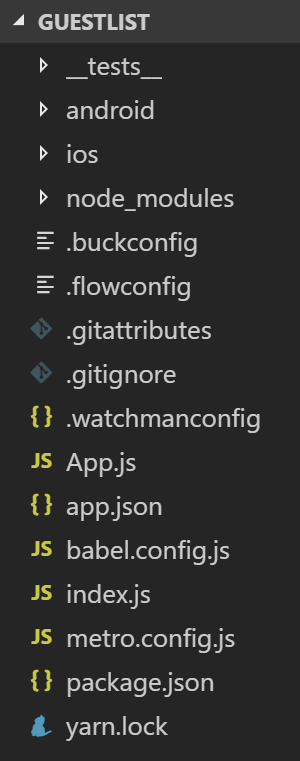 GUESTLIST
__tests__
android
ios
node_modules
.buckconfig
.flowconfig
.gitattributes
.gitignore
{ } .watchmanconfig
JS App.js
{ } app.json
JS babel.config.js
JS index.js
JS metro.config.js
{ } package.json
yarn.lock